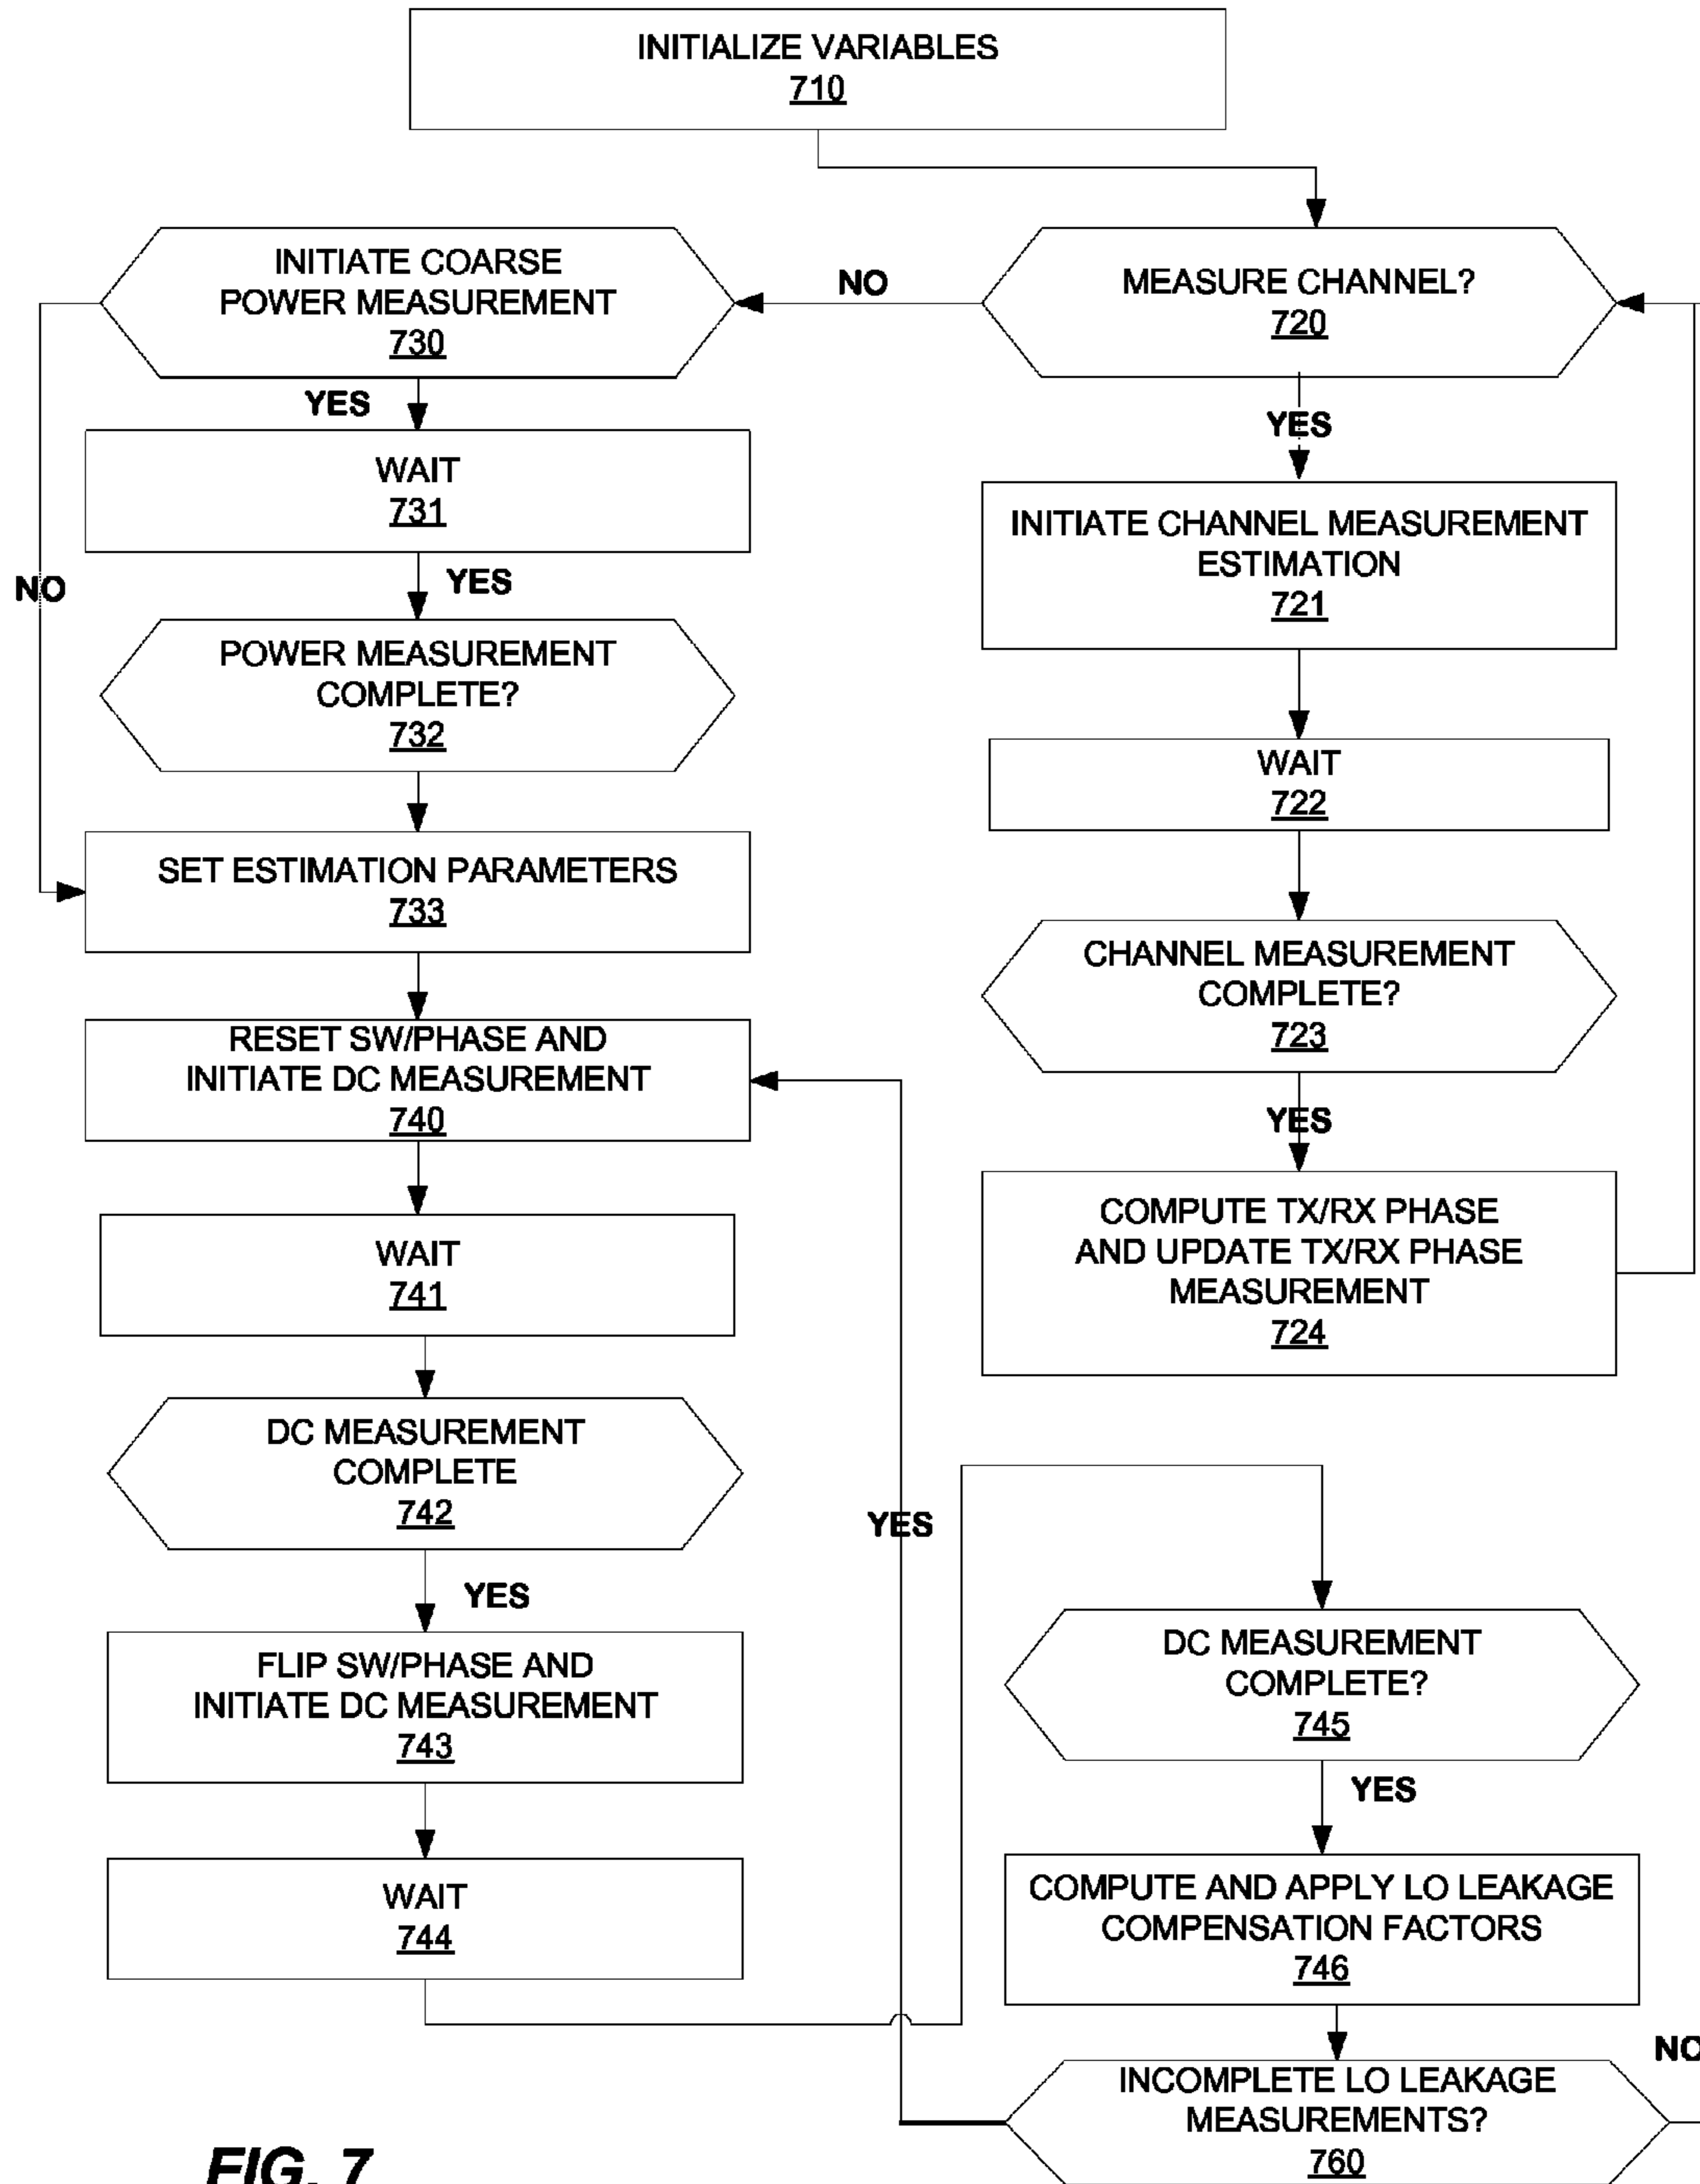 INITIALIZE VARIABLES
710
INITIATE COARSE
POWER MEASUREMENT
730
NO
MEASURE CHANNEL?
720
YES
WAIT
731
YES
INITIATE CHANNEL MEASUREMENT
ESTIMATION
721
NO
YES
POWER MEASUREMENT
COMPLETE?
732
WAIT
722
SET ESTIMATION PARAMETERS
733
CHANNEL MEASUREMENT
COMPLETE?
723
RESET SW/PHASE AND
INITIATE DC MEASUREMENT
740
YES
COMPUTE TX/RX PHASE
AND UPDATE TX/RX PHASE
MEASUREMENT
724
WAIT
741
DC MEASUREMENT
COMPLETE
742
YES
YES
FLIP SW/PHASE AND
INITIATE DC MEASUREMENT
743
DC MEASUREMENT
COMPLETE?
745
YES
WAIT
744
COMPUTE AND APPLY LO LEAKAGE
COMPENSATION FACTORS
746
NO
INCOMPLETE LO LEAKAGE
MEASUREMENTS?
760
FIG. 7